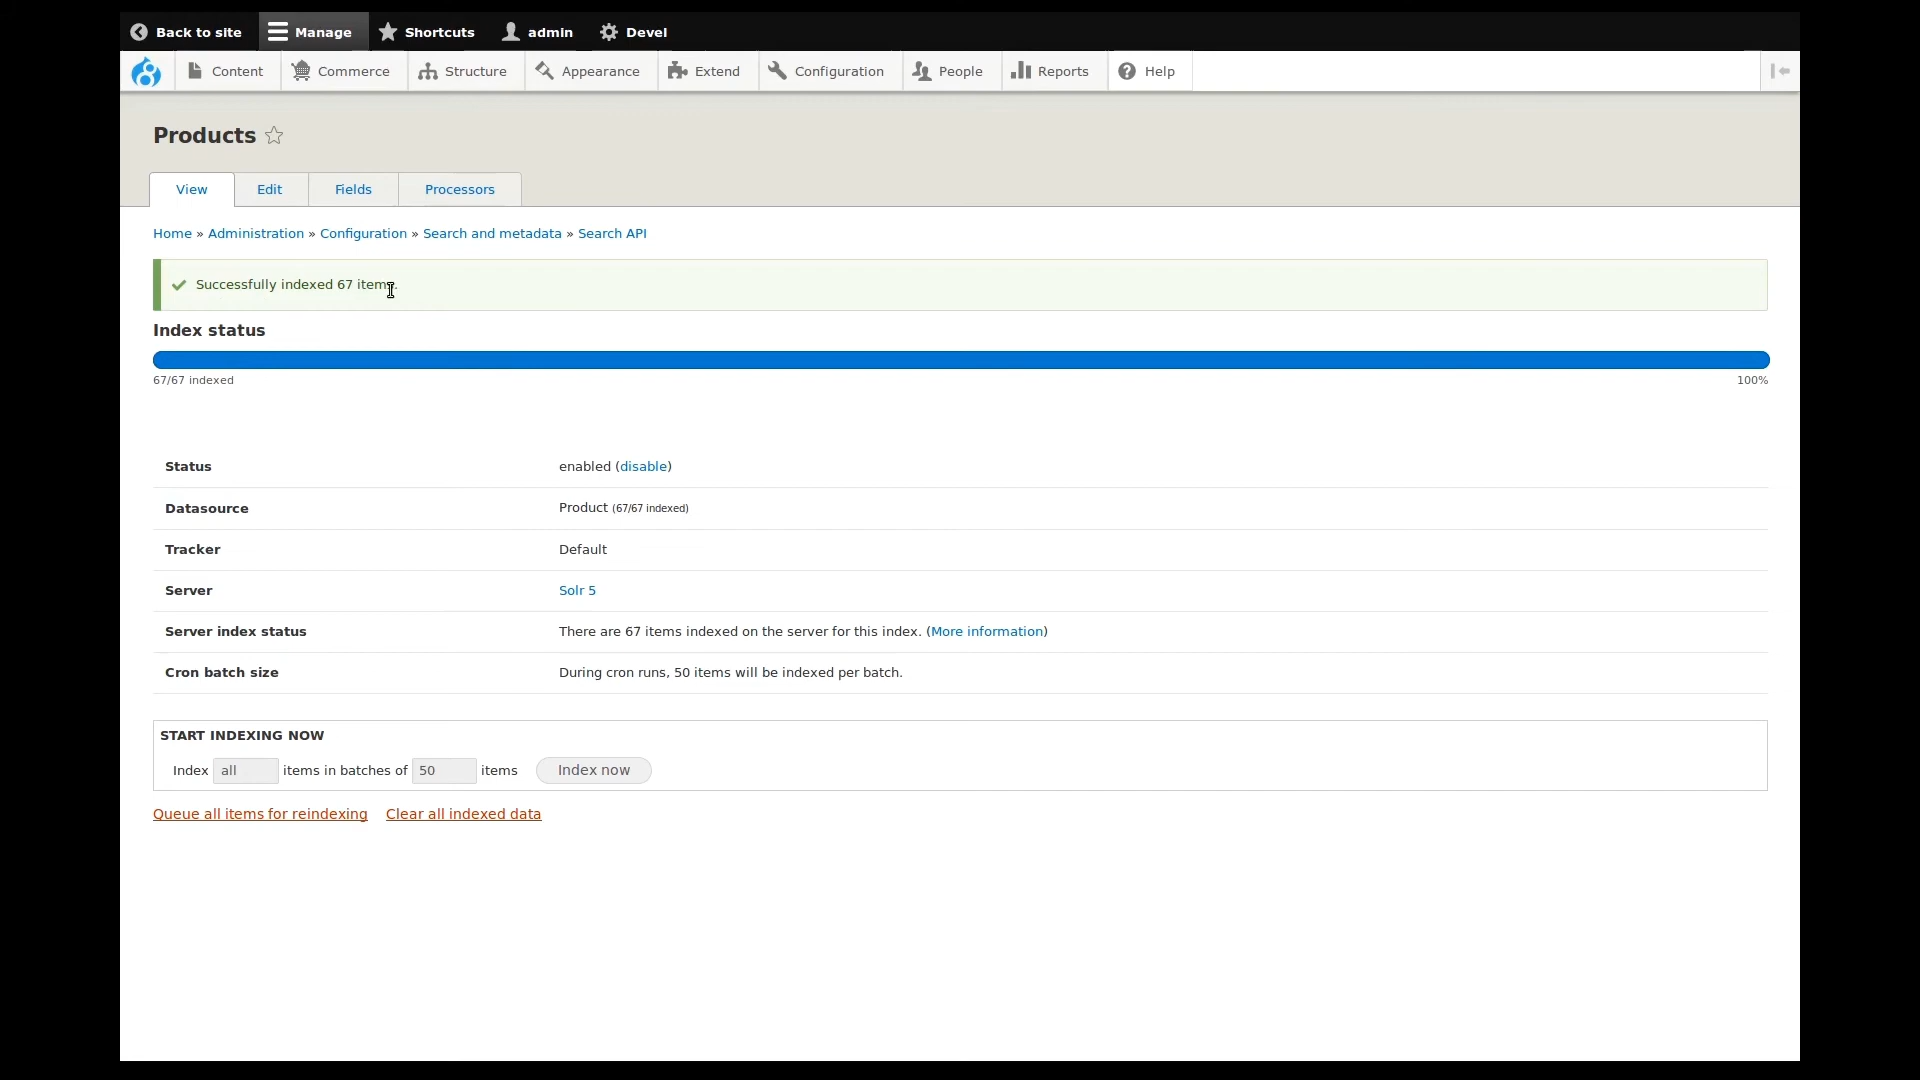 Back to site Manage Shortcuts admin Devel
Content Commerce Structure Appearance Extend Configuration People Reports Help
Products
View Edit Fields Processors
Home » Administration » Configuration » Search and metadata » Search API
Successfully indexed 67 items.
Index status
67/67 indexed 100%
Status enabled (disable)
Datasource Product (67/67 indexed)
Tracker Default
Server Solr 5
Server index status There are 67 items indexed on the server for this index. (More information)
Cron batch size During cron runs, 50 items will be indexed per batch.
START INDEXING NOW
Index all items in batches of 50 items Index now
Queue all items for reindexing Clear all indexed data